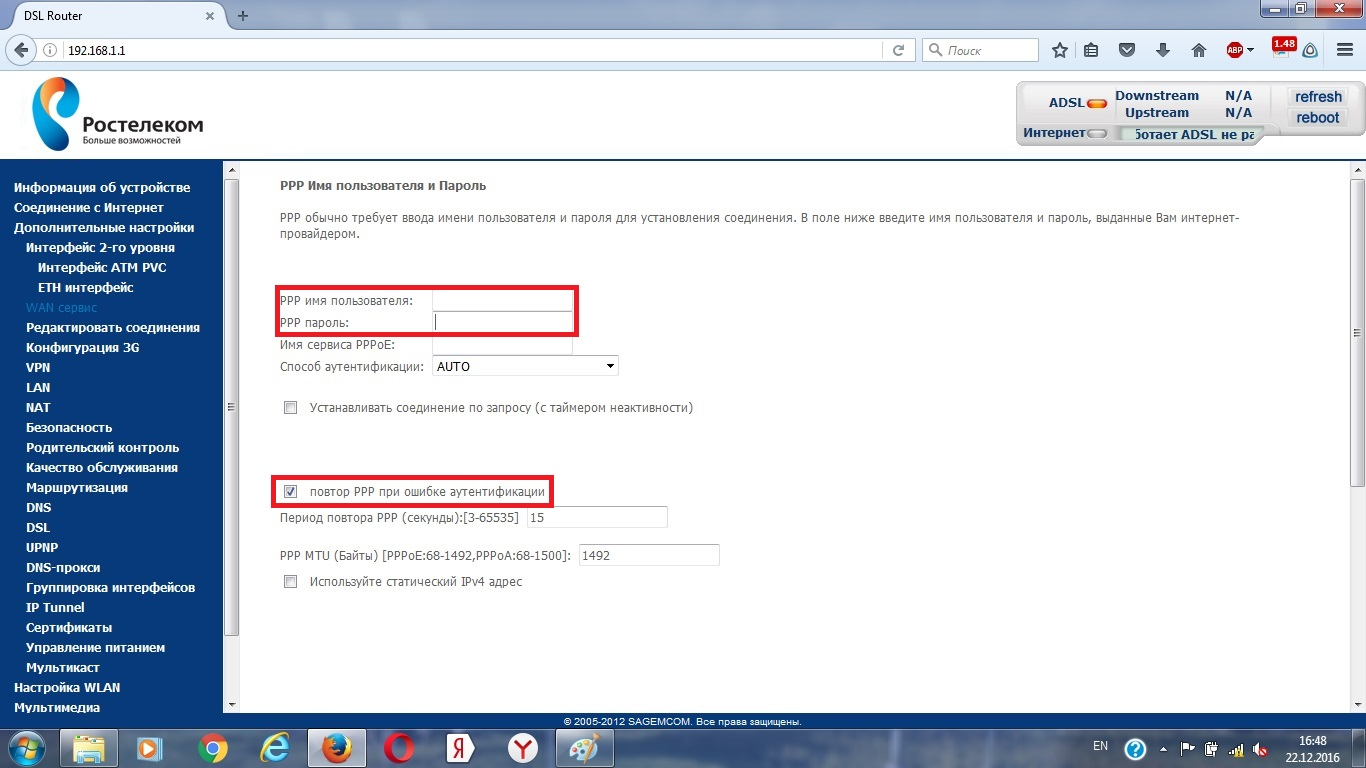 DSL Router
192.168.1.1
Поиск
ABP
1.48
Ростелеком
Больше возможностей
ADSL
Downstream N/A
Upstream N/A
refresh
reboot
Интернет
ботает ADSL не ра
Информация об устройстве
Соединение с Интернет
Дополнительные настройки
Интерфейс 2-го уровня
Интерфейс ATM PVC
ETH интерфейс
WAN сервис
Редактировать соединения
Конфигурация 3G
VPN
LAN
NAT
Безопасность
Родительский контроль
Качество обслуживания
Маршрутизация
DNS
DSL
UPNP
DNS-прокси
Группировка интерфейсов
IP Tunnel
Сертификаты
Управление питанием
Мультикаст
Настройка WLAN
Мультимедиа
PPP Имя пользователя и Пароль
PPP обычно требует ввода имени пользователя и пароля для установления соединения. В поле ниже введите имя пользователя и пароль, выданные Вам интернет-
провайдером.
PPP имя пользователя:
PPP пароль:
Имя сервиса PPPoE:
Способ аутентификации: AUTO
Устанавливать соединение по запросу (с таймером неактивности)
повтор PPP при ошибке аутентификации
Период повтора PPP (секунды):[3-65535] 15
PPP MTU (Байты) [PPPoE:68-1492,PPPoA:68-1500]: 1492
Используйте статический IPv4 адрес
© 2005-2012 SAGEMCOM. Все права защищены.
EN
16:48
22.12.2016